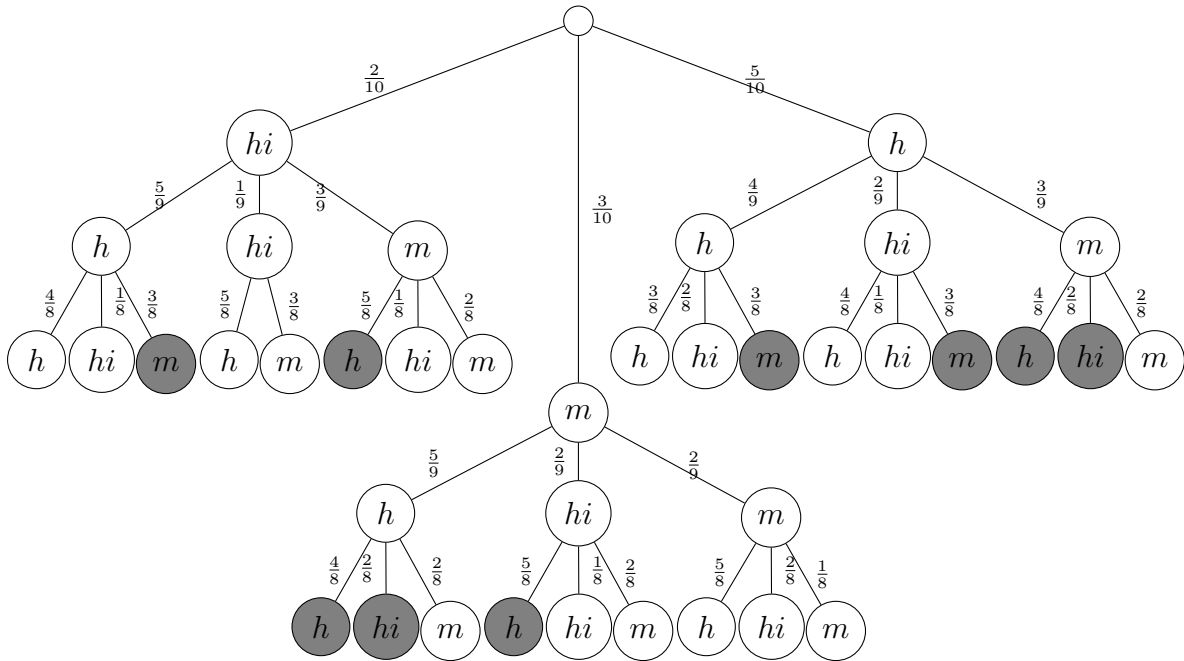 2/10 5/10
hi h
3/10
5/9 1/9 3/9 4/9 2/9 3/9
h hi m h hi m
4/8 1/8 3/8 5/8 3/8 5/8 1/8 2/8 3/8 2/8 3/8 4/8 1/8 3/8 4/8 2/8 2/8
h hi m h m h hi m h hi m h hi m h hi m
m
5/9 2/9 2/9
h hi m
4/8 2/8 2/8 5/8 1/8 2/8 5/8 2/8 1/8
h hi m h hi m h hi m